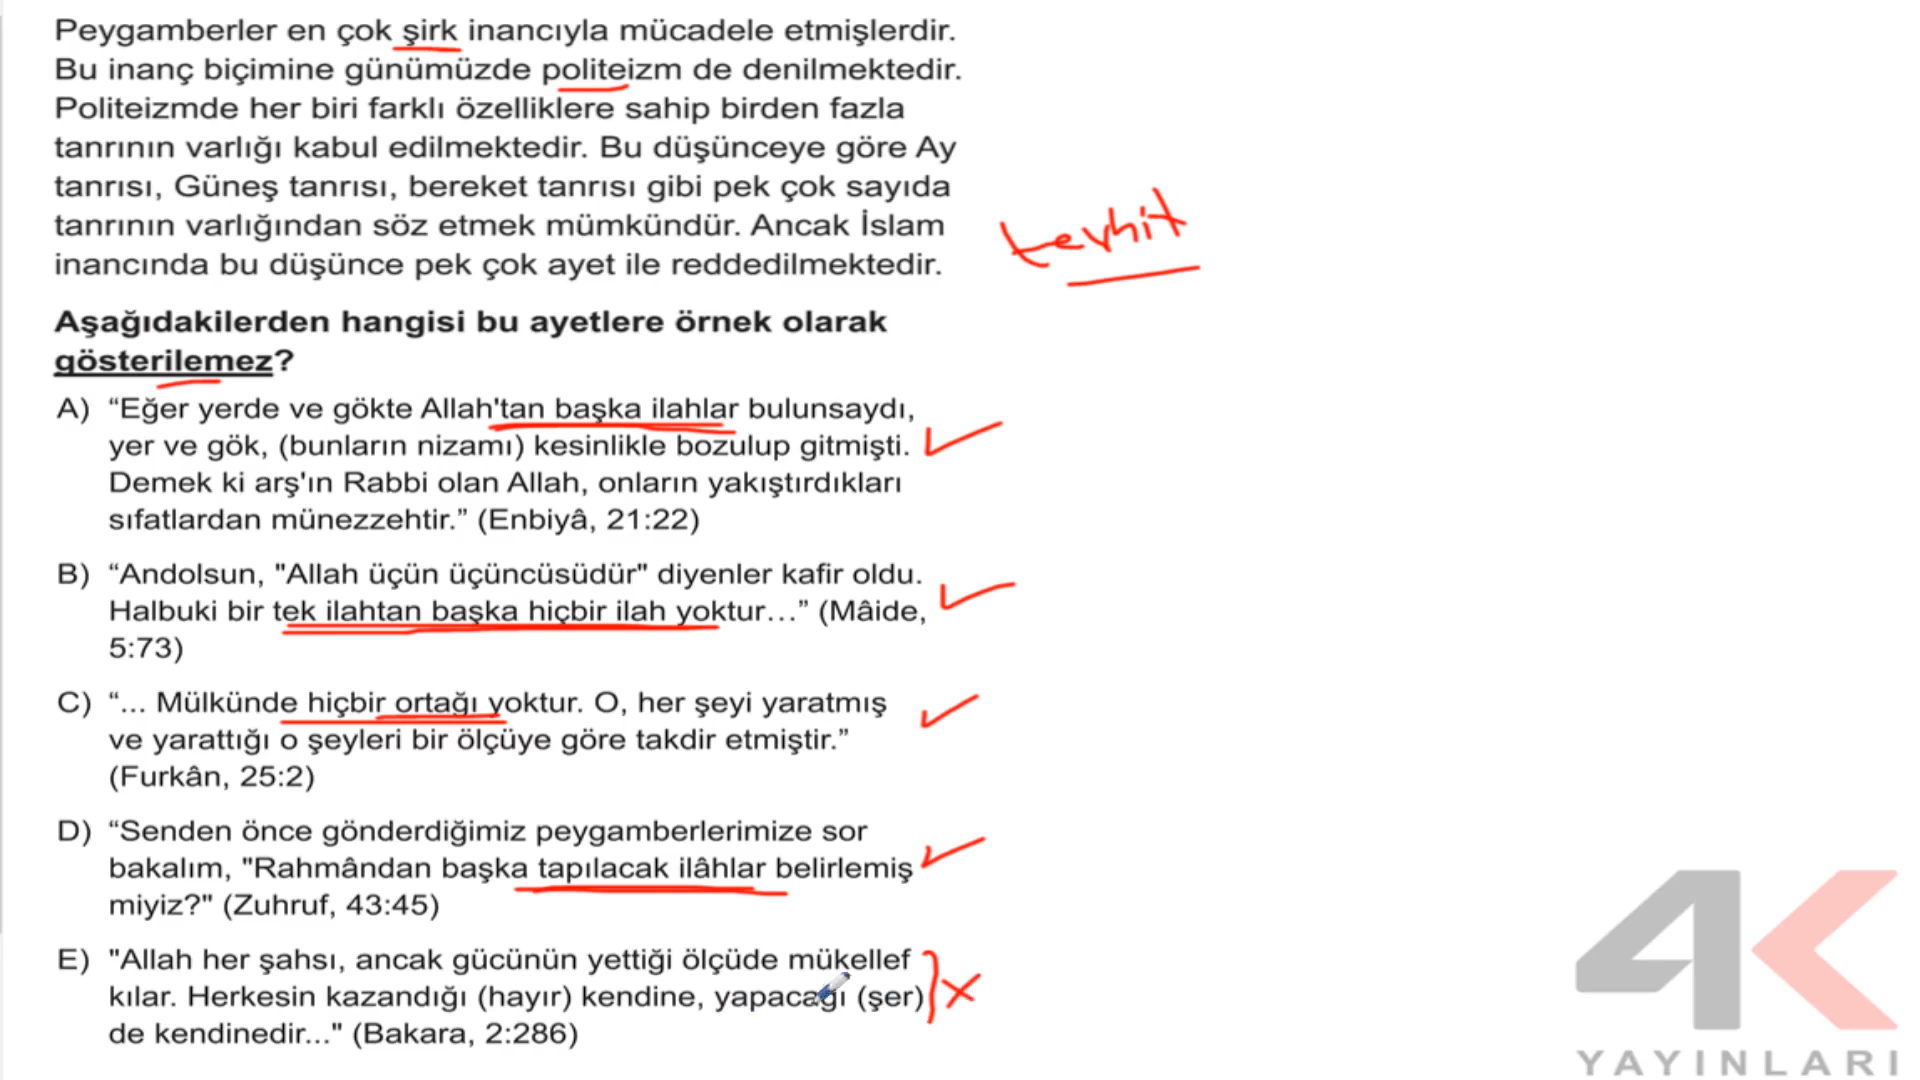 Peygamberler en çok şirk inancıyla mücadele etmişlerdir.
Bu inanç biçimine günümüzde politeizm de denilmektedir.
Politeizmde her biri farklı özelliklere sahip birden fazla
tanrının varlığı kabul edilmektedir. Bu düşünceye göre Ay
tanrısı, Güneş tanrısı, bereket tanrısı gibi pek çok sayıda
tanrının varlığından söz etmek mümkündür. Ancak İslam
inancında bu düşünce pek çok ayet ile reddedilmektedir.
tevhit
Aşağıdakilerden hangisi bu ayetlere örnek olarak
gösterilemez?
A) “Eğer yerde ve gökte Allah'tan başka ilahlar bulunsaydı,
yer ve gök, (bunların nizamı) kesinlikle bozulup gitmişti.
Demek ki arş'ın Rabbi olan Allah, onların yakıştırdıkları
sıfatlardan münezzehtir.” (Enbiyâ, 21:22)
B) “Andolsun, "Allah üçün üçüncüsüdür" diyenler kafir oldu.
Halbuki bir tek ilahtan başka hiçbir ilah yoktur…” (Mâide,
5:73)
C) “... Mülkünde hiçbir ortağı yoktur. O, her şeyi yaratmış
ve yarattığı o şeyleri bir ölçüye göre takdir etmiştir.”
(Furkân, 25:2)
D) “Senden önce gönderdiğimiz peygamberlerimize sor
bakalım, "Rahmândan başka tapılacak ilâhlar belirlemiş
miyiz?" (Zuhruf, 43:45)
E) "Allah her şahsı, ancak gücünün yettiği ölçüde mükellef
kılar. Herkesin kazandığı (hayır) kendine, yapacağı (şer)
de kendinedir..." (Bakara, 2:286)
4K
YAYINLARI